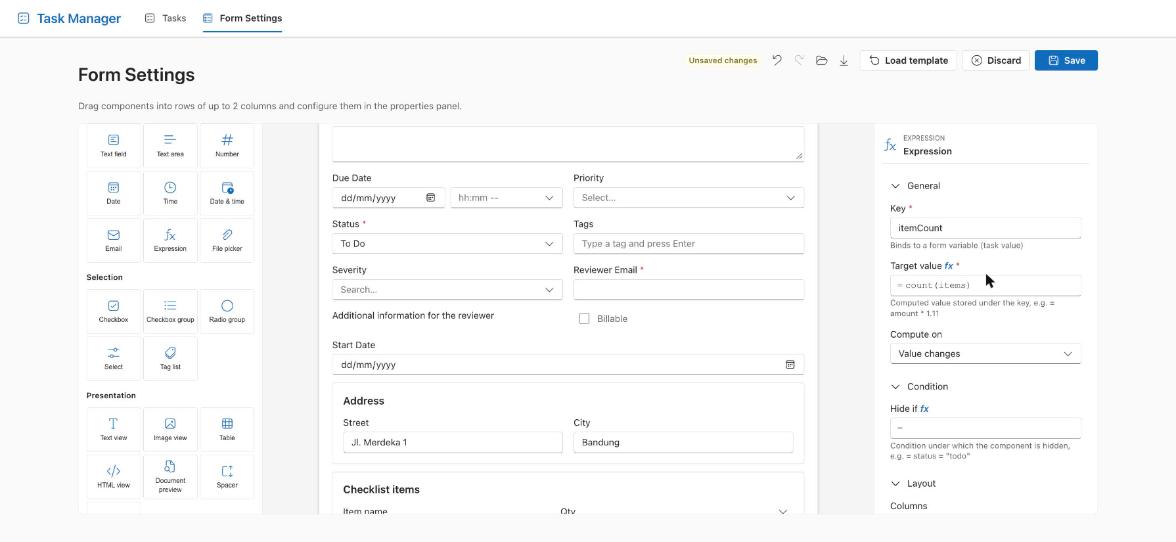 Task Manager
Tasks
Form Settings
Unsaved changes
Load template
Discard
Save
Form Settings
Drag components into rows of up to 2 columns and configure them in the properties panel.
Text field
Text area
Number
Date
Time
Date & time
Email
Expression
File picker
Selection
Checkbox
Checkbox group
Radio group
Select
Tag list
Presentation
Text view
Image view
Table
HTML view
Document
preview
Spacer
Due Date
dd/mm/yyyy
hh:mm --
Priority
Select...
Status *
To Do
Tags
Type a tag and press Enter
Severity
Search...
Reviewer Email *
Additional information for the reviewer
Billable
Start Date
dd/mm/yyyy
Address
Street
City
Jl. Merdeka 1
Bandung
Checklist items
Item name
Qty
fx
EXPRESSION
Expression
General
Key *
itemCount
Binds to a form variable (task value)
Target value fx *
= count(items)
Computed value stored under the key, e.g. =
amount * 1.11
Compute on
Value changes
Condition
Hide if fx
=
Condition under which the component is hidden,
e.g. = status = "todo"
Layout
Columns